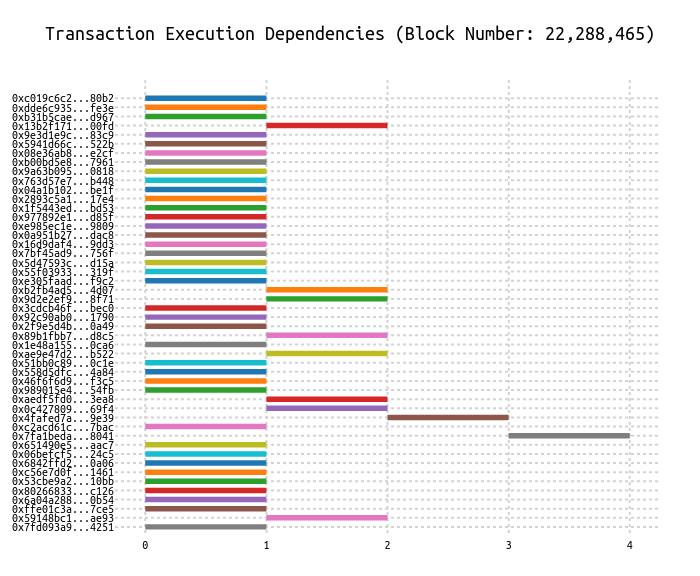 Transaction Execution Dependencies (Block Number: 22,288,465)
0xc019c6c2...80b2
0xdde6c935...fe3e
0xb31b5cae...d967
0x13b2f171...00fd
0x9e3d1e9c...83c9
0x5941d66c...522b
0x08e36ab8...e2cf
0xb00bd5e8...7961
0x9a63b095...0818
0x763d57e7...b448
0x04a1b102...be1f
0x2893c5a1...17e4
0x1f5443ed...bd53
0x977892e1...d85f
0xe985ec1e...9809
0x0a951b27...dac8
0x16d9daf4...9dd3
0x7bf45ad9...756f
0x5d47593c...d15a
0x55f03933...319f
0xe305faad...f9c2
0xb2fb4ad5...4d07
0x9d2e2ef9...8f71
0x3cdcb46f...bec0
0x92c90ab0...1790
0x2f9e5d4b...0a49
0x89b1fbb7...d8c5
0x1e48a155...0ca6
0xae9e47d2...b522
0x51bb0c89...0c1e
0x558d5dfc...4a84
0x46f6f6d9...f3c5
0x989015e4...54fb
0xaedf5fd0...3ea8
0x0c427809...69f4
0x4fafed7a...9e39
0xc2acd61c...7bac
0x7fa1beda...8041
0x651490e5...aac7
0x06befcf5...24c5
0x6842ffd2...0a06
0xc56e7d0f...1461
0x53cbe9a2...10bb
0x80266833...c126
0x6a04a288...0b54
0xffe01c3a...7ce5
0x59148bc1...ae93
0x7fd093a9...4251
0 1 2 3 4